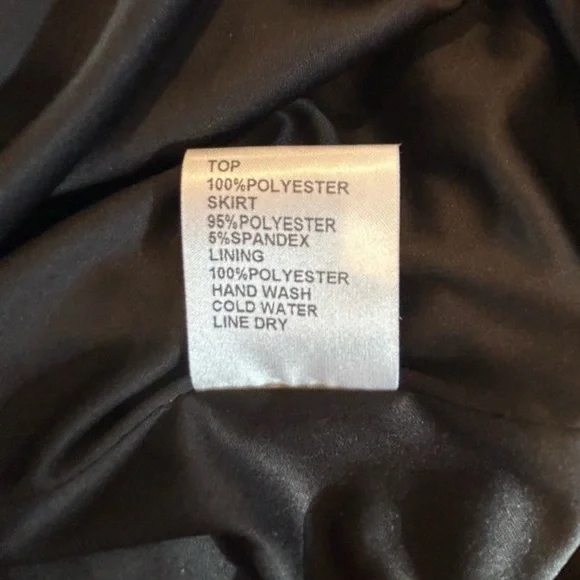 TOP
100%POLYESTER
SKIRT
95%POLYESTER
5%SPANDEX
LINING
100%POLYESTER
HAND WASH
COLD WATER
LINE DRY